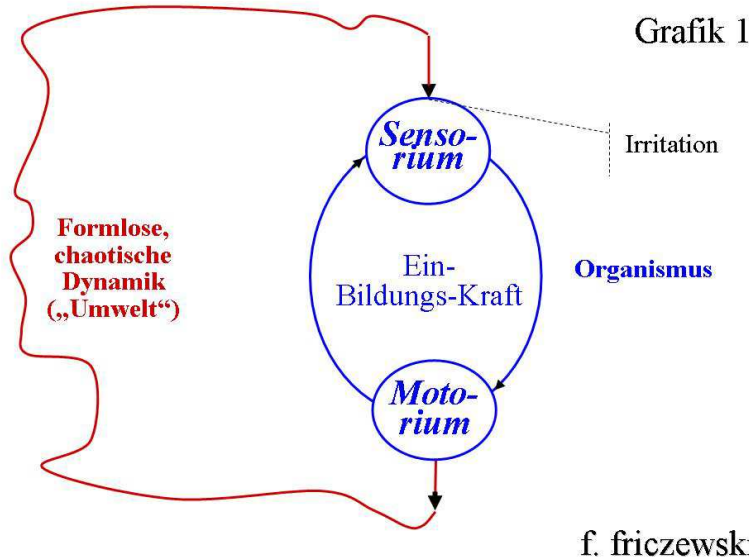 Grafik 1
Senso-
rium
Irritation
Formlose,
chaotische
Dynamik
(„Umwelt“)
Ein-
Bildungs-Kraft
Organismus
Moto-
rium
f. friczewski